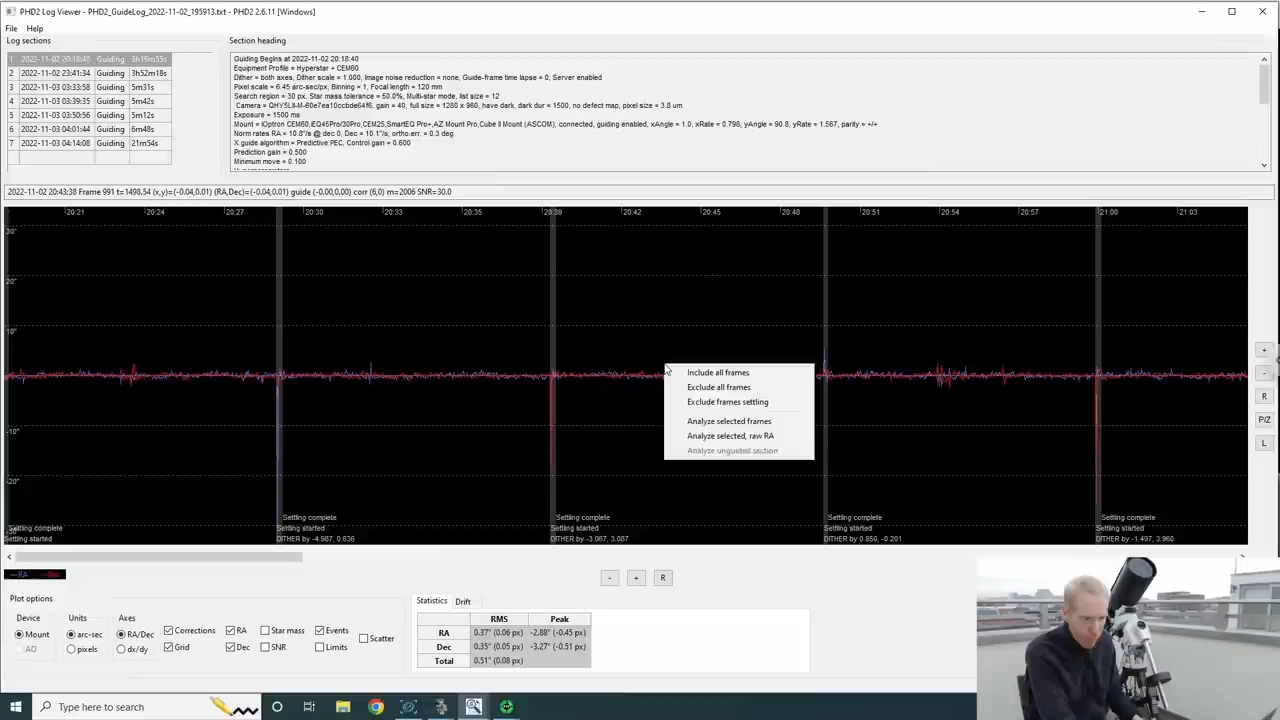 PHD2 Log Viewer - PHD2_GuideLog_2022-11-02_195913.txt - PHD2 2.6.11 [Windows]
File Help
Log sections
1 2022-11-02 20:18:40 Guiding 3h19m55s
2 2022-11-02 23:41:34 Guiding 3h52m18s
3 2022-11-03 03:33:58 Guiding 5m31s
4 2022-11-03 03:39:35 Guiding 5m42s
5 2022-11-03 03:50:56 Guiding 5m12s
6 2022-11-03 04:01:44 Guiding 6m48s
7 2022-11-03 04:14:08 Guiding 21m54s
Section heading
Guiding Begins at 2022-11-02 20:18:40
Equipment Profile = Hyperstar + CEM60
Dither = both axes, Dither scale = 1.000, Image noise reduction = none, Guide-frame time lapse = 0, Server enabled
Pixel scale = 6.45 arc-sec/px, Binning = 1, Focal length = 120 mm
Search region = 30 px, Star mass tolerance = 50.0%, Multi-star mode, list size = 12
Camera = QHY5LII-M-60e7ea10ccbde64f6, gain = 40, full size = 1280 x 960, have dark, dark dur = 1500, no defect map, pixel size = 3.8 um
Exposure = 1500 ms
Mount = iOptron CEM60,iEQ45Pro/30Pro,CEM25,SmartEQ Pro+,AZ Mount Pro,Cube II Mount (ASCOM), connected, guiding enabled, xAngle = 1.0, xRate = 0.798, yAngle = 90.8, yRate = 1.567, parity = +/+
Norm rates RA = 10.8"/s @ dec 0, Dec = 10.1"/s; ortho.err. = 0.3 deg
X guide algorithm = Predictive PEC, Control gain = 0.600
Prediction gain = 0.500
Minimum move = 0.100
2022-11-02 20:43:38 Frame 991 t=1498.54 (x,y)=(-0.04,0.01) (RA,Dec)=(-0.04,0.01) guide (-0.00,0.00) corr (6,0) m=2006 SNR=30.0
20:21 20:24 20:27 20:30 20:33 20:36 20:39 20:42 20:45 20:48 20:51 20:54 20:57 21:00 21:03
30"
20"
10"
-10"
-20"
Include all frames
Exclude all frames
Exclude frames settling
Analyze selected frames
Analyze selected, raw RA
Analyze unguided section
Settling complete Settling complete Settling complete Settling complete Settling complete
Settling started Settling started Settling started Settling started Settling started
DITHER by -4.987, 0.636 DITHER by -3.067, 3.087 DITHER by 0.850, -0.201 DITHER by -1.497, 3.960
+
-
R
P/Z
L
RA
- + R
Plot options
Device Units Axes
Mount arc-sec RA/Dec Corrections RA Star mass Events Scatter
AO pixels dx/dy Grid Dec SNR Limits
Statistics Drift
RMS Peak
RA 0.37" (0.06 px) -2.88" (-0.45 px)
Dec 0.35" (0.05 px) -3.27" (-0.51 px)
Total 0.51" (0.08 px)
Type here to search